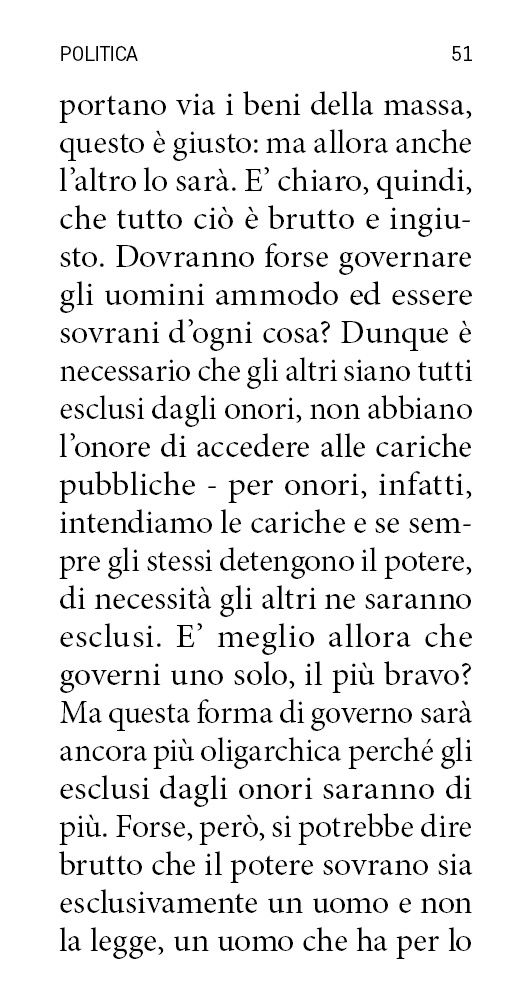 POLITICA 51
portano via i beni della massa,
questo è giusto: ma allora anche
l'altro lo sarà. E' chiaro, quindi,
che tutto ciò è brutto e ingiu-
sto. Dovranno forse governare
gli uomini ammodo ed essere
sovrani d'ogni cosa? Dunque è
necessario che gli altri siano tutti
esclusi dagli onori, non abbiano
l'onore di accedere alle cariche
pubbliche - per onori, infatti,
intendiamo le cariche e se sem-
pre gli stessi detengono il potere,
di necessità gli altri ne saranno
esclusi. E' meglio allora che
governi uno solo, il più bravo?
Ma questa forma di governo sarà
ancora più oligarchica perché gli
esclusi dagli onori saranno di
più. Forse, però, si potrebbe dire
brutto che il potere sovrano sia
esclusivamente un uomo e non
la legge, un uomo che ha per lo